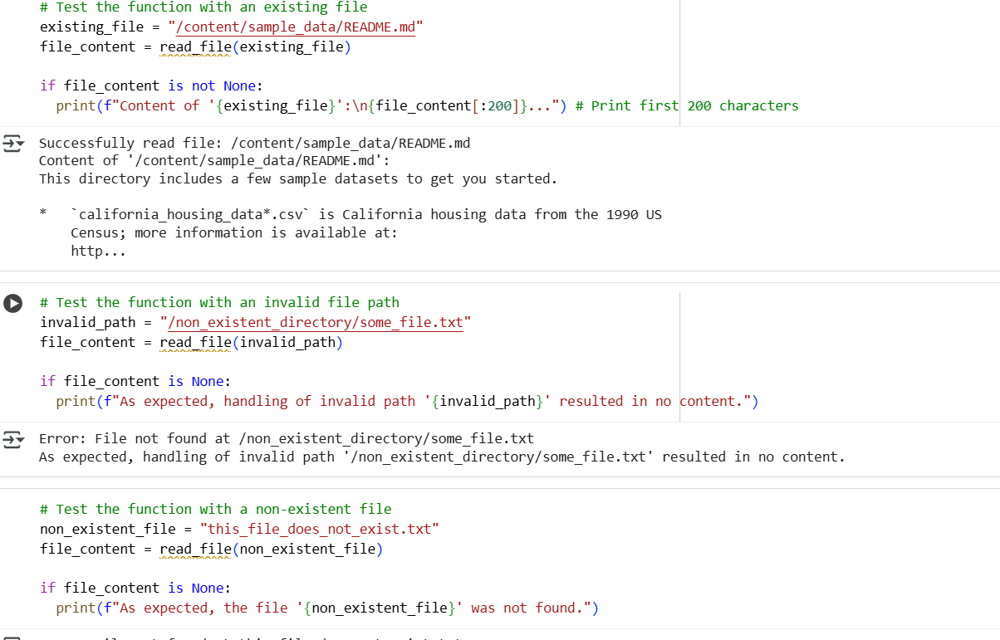 # Test the function with an existing file
existing_file = "/content/sample_data/README.md"
file_content = read_file(existing_file)
if file_content is not None:
  print(f"Content of '{existing_file}':\n{file_content[:200]}...") # Print first 200 characters
Successfully read file: /content/sample_data/README.md
Content of '/content/sample_data/README.md':
This directory includes a few sample datasets to get you started.
*   `california_housing_data*.csv` is California housing data from the 1990 US
    Census; more information is available at:
    http...
# Test the function with an invalid file path
invalid_path = "/non_existent_directory/some_file.txt"
file_content = read_file(invalid_path)
if file_content is None:
  print(f"As expected, handling of invalid path '{invalid_path}' resulted in no content.")
Error: File not found at /non_existent_directory/some_file.txt
As expected, handling of invalid path '/non_existent_directory/some_file.txt' resulted in no content.
# Test the function with a non-existent file
non_existent_file = "this_file_does_not_exist.txt"
file_content = read_file(non_existent_file)
if file_content is None:
  print(f"As expected, the file '{non_existent_file}' was not found.")